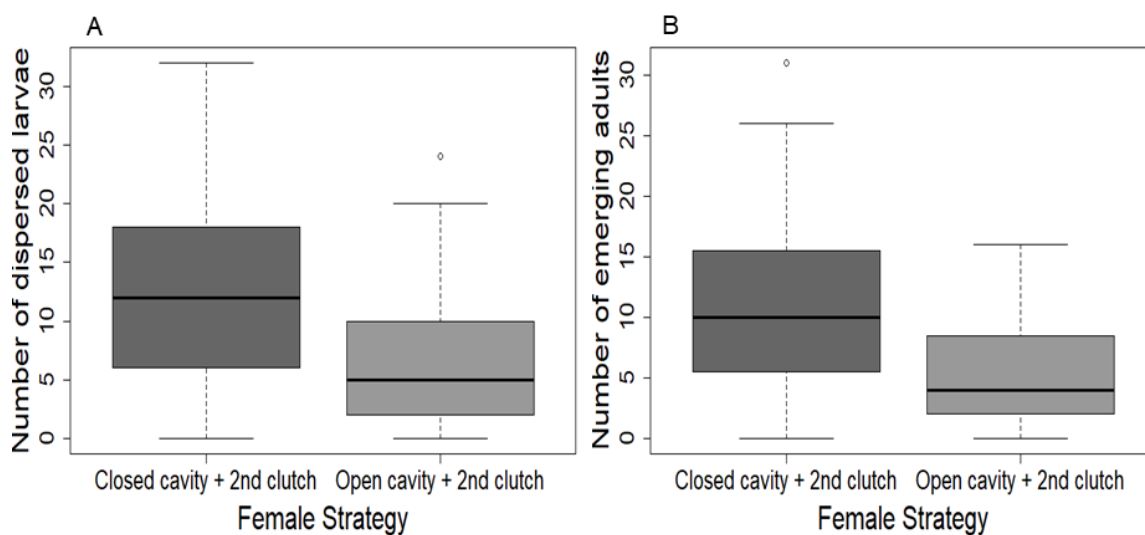 A
Number of dispersed larvae
0 5 10 15 20 25 30
Closed cavity + 2nd clutch Open cavity + 2nd clutch
Female Strategy
B
Number of emerging adults
0 5 10 15 20 25 30
Closed cavity + 2nd clutch Open cavity + 2nd clutch
Female Strategy